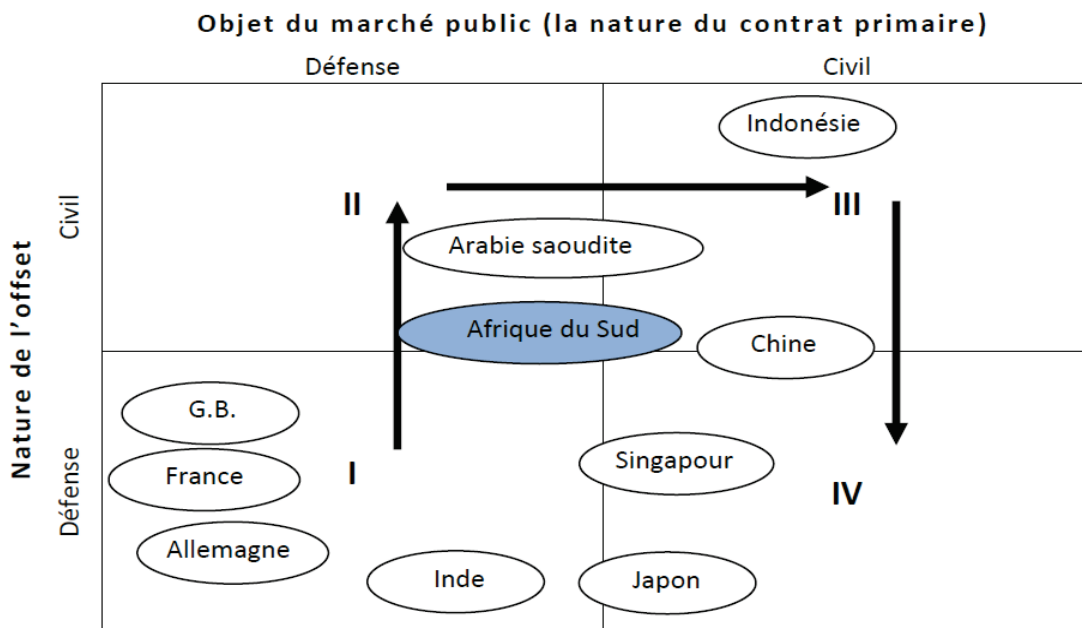 Objet du marché public (la nature du contrat primaire)
Défense
Civil
Nature de l'offset
Civil
Défense
Indonésie
II
III
Arabie saoudite
Afrique du Sud
Chine
G.B.
France
I
Singapour
IV
Allemagne
Inde
Japon